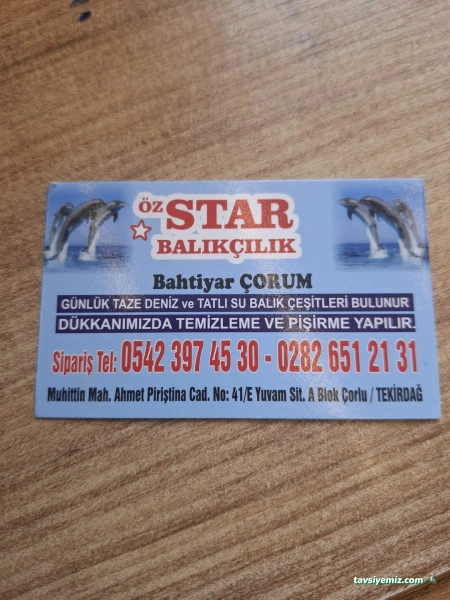 ÖZ STAR
BALIKÇILIK
Bahtiyar ÇORUM
GÜNLÜK TAZE DENİZ ve TATLI SU BALIK ÇEŞİTLERİ BULUNUR
DÜKKANIMIZDA TEMİZLEME VE PİŞİRME YAPILIR.
Sipariş Tel: 0542 397 45 30 - 0282 651 21 31
Muhittin Mah. Ahmet Piriştina Cad. No: 41/E Yuvam Sit. A Blok Çorlu / TEKİRDAĞ
tavsiyemiz.com